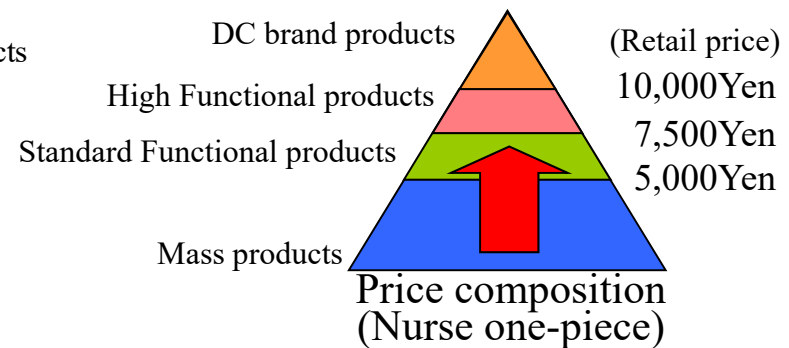 DC brand products
(Retail price)
cts
10,000Yen
High Functional products
7,500Yen
Standard Functional products
5,000Yen
Mass products
Price composition
(Nurse one-piece)